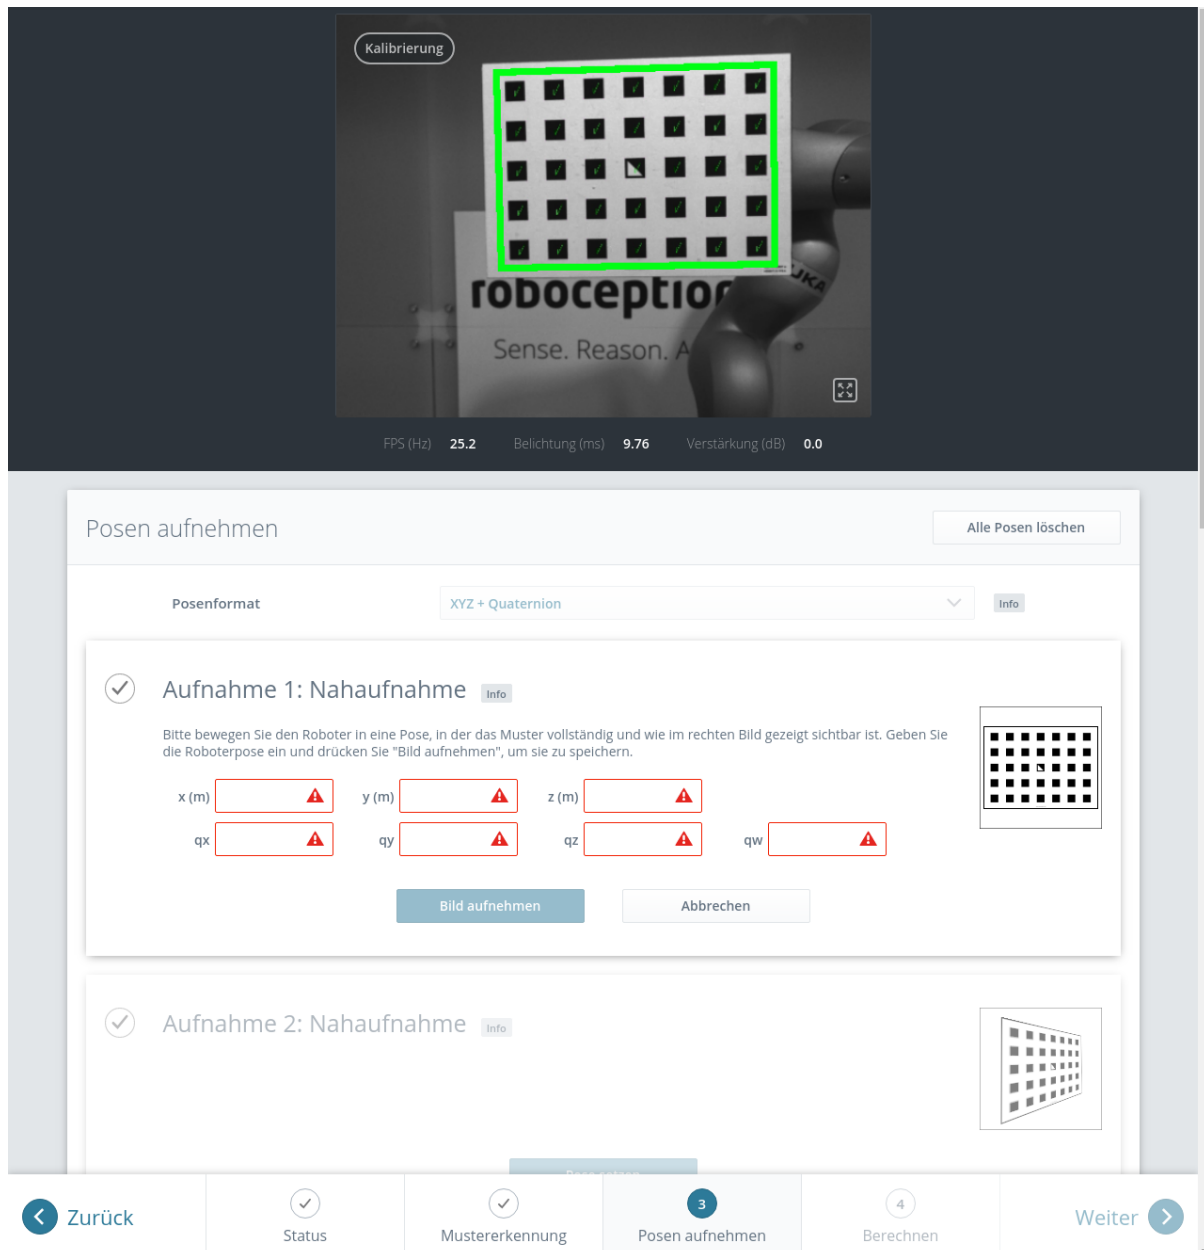 Kalibrierung
KUKA
roboception
Sense. Reason. A
FPS (Hz) 25.2 Belichtung (ms) 9.76 Verstärkung (dB) 0.0
Posen aufnehmen
Alle Posen löschen
Posenformat
XYZ + Quaternion
Info
Aufnahme 1: Nahaufnahme Info
Bitte bewegen Sie den Roboter in eine Pose, in der das Muster vollständig und wie im rechten Bild gezeigt sichtbar ist. Geben Sie
die Roboterpose ein und drücken Sie "Bild aufnehmen", um sie zu speichern.
x (m) y (m) z (m)
qx qy qz qw
Bild aufnehmen Abbrechen
Aufnahme 2: Nahaufnahme Info
Zurück
Status
Mustererkennung
3
Posen aufnehmen
4
Berechnen
Weiter